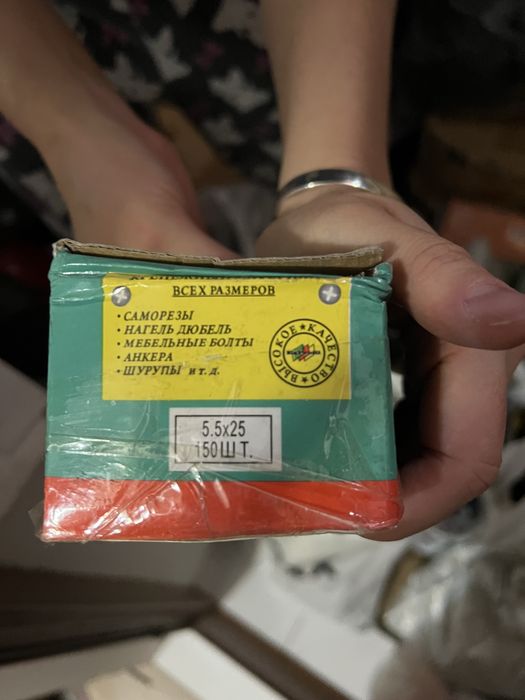 ВСЕХ РАЗМЕРОВ
• САМОРЕЗЫ
• НАГЕЛЬ ДЮБЕЛЬ
• МЕБЕЛЬНЫЕ БОЛТЫ
• АНКЕРА
• ШУРУПЫ и т. д.
ВЫСОКОЕ ★ КАЧЕСТВО ★
5.5x25
150ШТ.